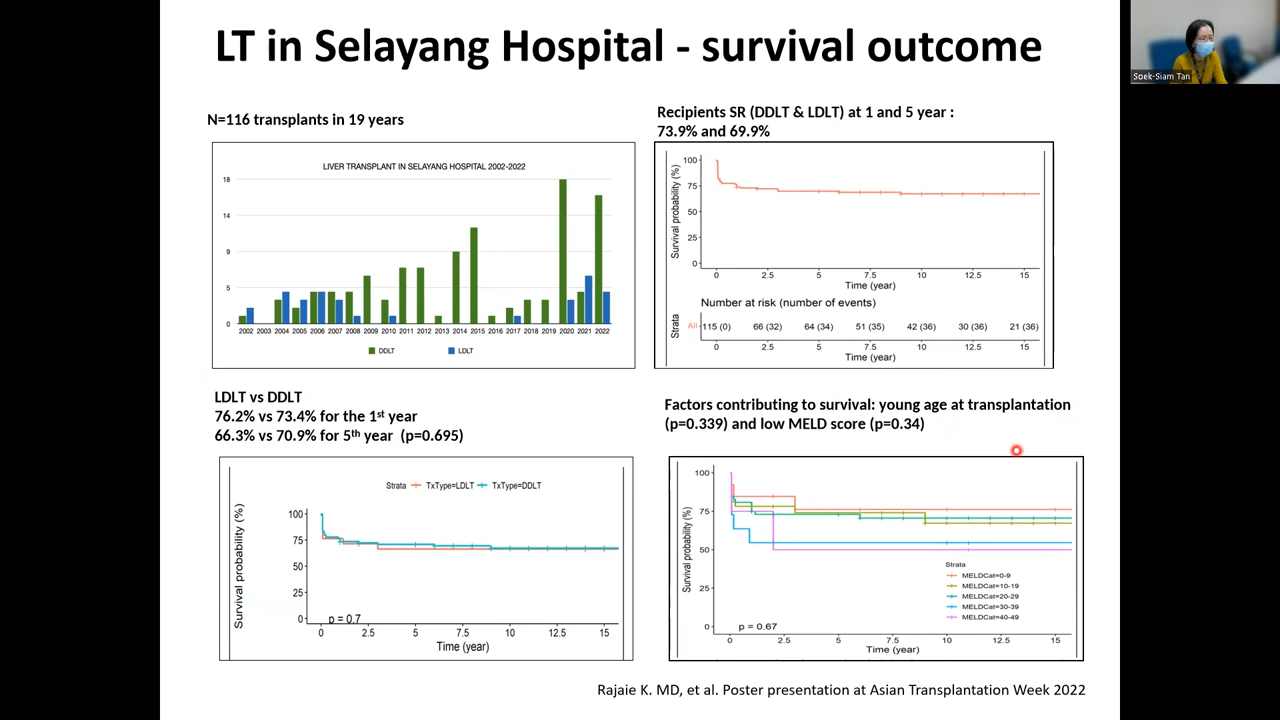 LT in Selayang Hospital - survival outcome
Soek-Siam Tan
N=116 transplants in 19 years
LIVER TRANSPLANT IN SELAYANG HOSPITAL 2002-2022
18
14
9
5
0
2002 2003 2004 2005 2006 2007 2008 2009 2010 2011 2012 2013 2014 2015 2016 2017 2018 2019 2020 2021 2022
DDLT LDLT
Recipients SR (DDLT & LDLT) at 1 and 5 year :
73.9% and 69.9%
Survival probability (%)
100
75
50
25
0
0 2.5 5 7.5 10 12.5 15
Time (year)
Number at risk (number of events)
Strata
All 115 (0) 66 (32) 64 (34) 51 (35) 42 (36) 30 (36) 21 (36)
0 2.5 5 7.5 10 12.5 15
Time (year)
LDLT vs DDLT
76.2% vs 73.4% for the 1st year
66.3% vs 70.9% for 5th year (p=0.695)
Strata TxType=LDLT TxType=DDLT
Survival probability (%)
100
75
50
25
0
p = 0.7
0 2.5 5 7.5 10 12.5 15
Time (year)
Factors contributing to survival: young age at transplantation
(p=0.339) and low MELD score (p=0.34)
Survival probability (%)
100
75
50
25
0
Strata
MELDCat=0-9
MELDCat=10-19
MELDCat=20-29
MELDCat=30-39
MELDCat=40-49
p = 0.67
0 2.5 5 7.5 10 12.5 15
Time (year)
Rajaie K. MD, et al. Poster presentation at Asian Transplantation Week 2022